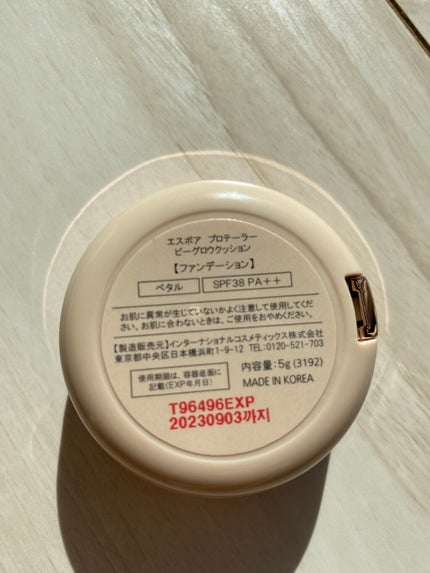 エスポア プロテーラー
ビーグロウクッション
【ファンデーション】
ペタル SPF38 PA++
お肌に異常が生じていないかよく注意して使用してくだ
さい。お肌に合わないときは、ご使用をおやめください。
【製造販売元】インターナショナルコスメティックス株式会社
東京都中央区日本橋浜町1-9-12 TEL:0120-521-703
使用期限は、容器底面に
記載(EXP年月日)
内容量:5g (3192)
MADE IN KOREA
T96496EXP
20230903까지